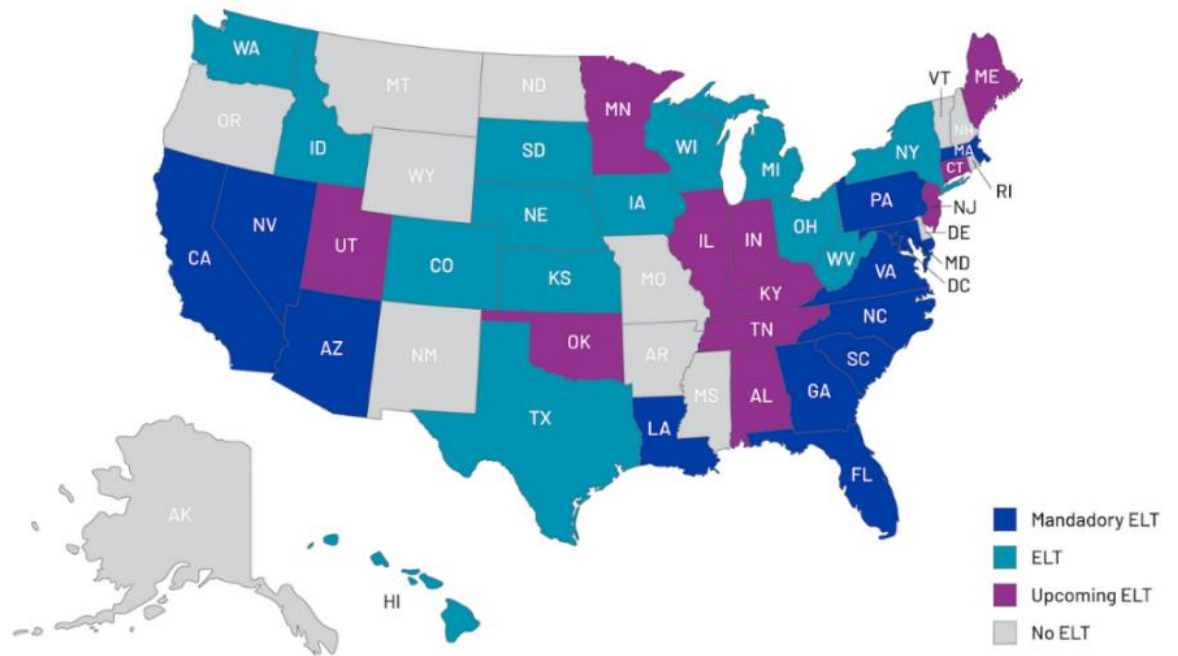 WA
MT
ND
MN
VT
ME
OR
ID
SD
WI
MI
NY
NH
MA
CT
RI
WY
NE
IA
PA
NJ
NV
UT
CO
IL
IN
OH
WV
DE
CA
KS
MO
KY
VA
MD
DC
AZ
NM
OK
AR
TN
NC
SC
TX
MS
AL
GA
LA
FL
AK
HI
Mandadory ELT
ELT
Upcoming ELT
No ELT